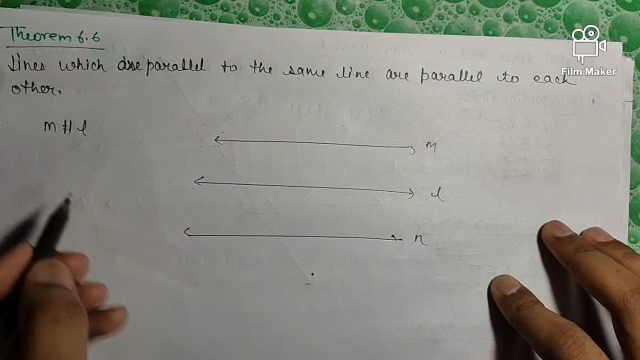 Theorem 6.6
Lines which are parallel to the same line are parallel to each
other.
m || l
m
l
n
Film Maker